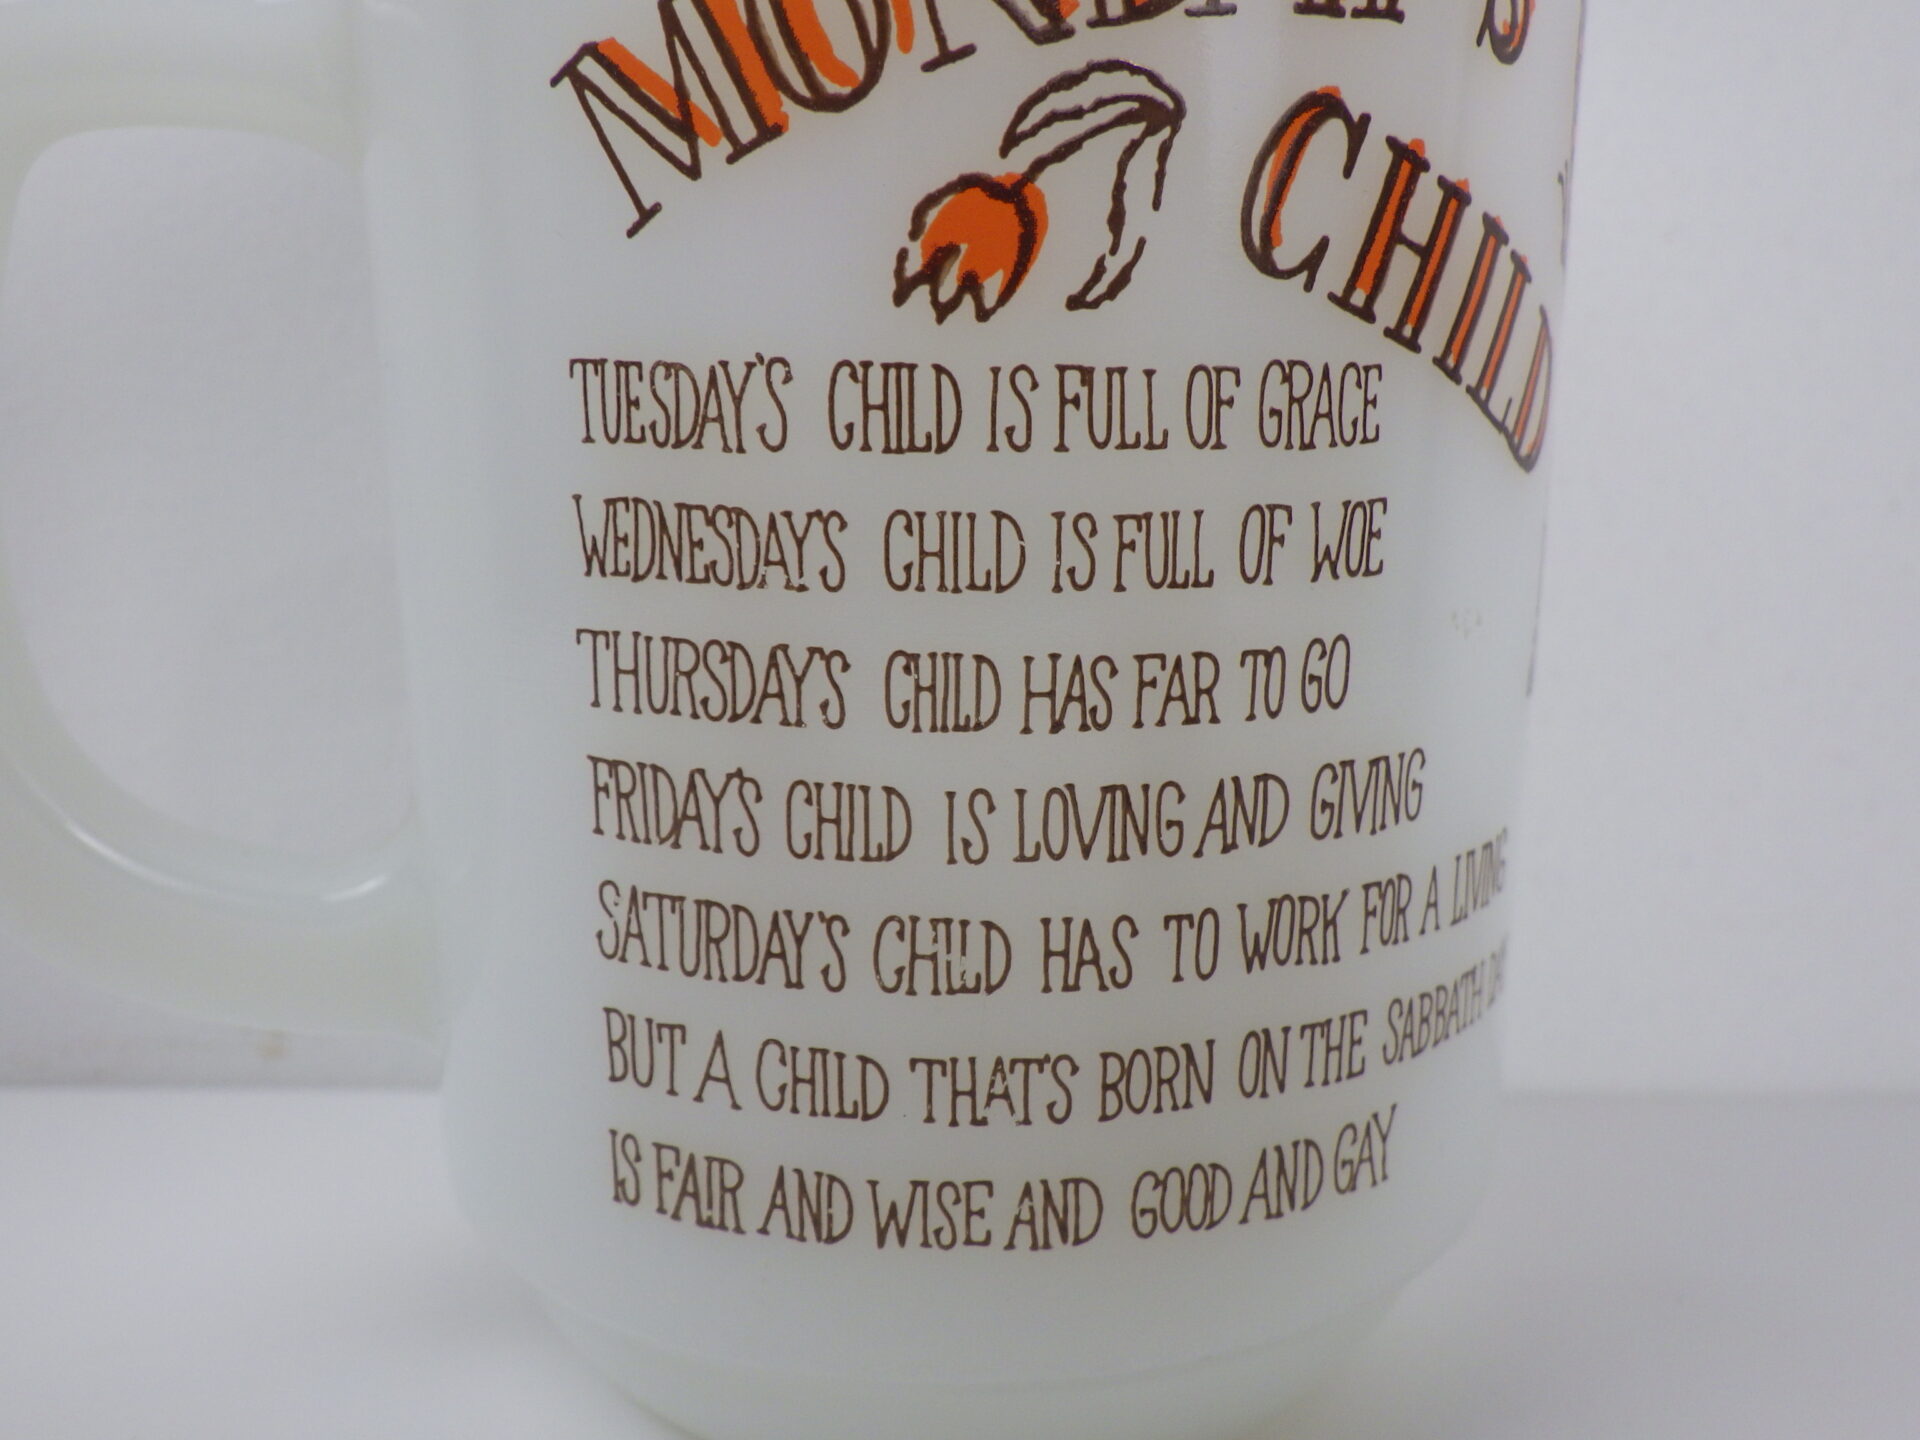 MONDAY'S
CHILD
TUESDAY'S CHILD IS FULL OF GRACE
WEDNESDAY'S CHILD IS FULL OF WOE
THURSDAY'S CHILD HAS FAR TO GO
FRIDAY'S CHILD IS LOVING AND GIVING
SATURDAY'S CHILD HAS TO WORK FOR A LIVING
BUT A CHILD THAT'S BORN ON THE SABBATH DAY
IS FAIR AND WISE AND GOOD AND GAY